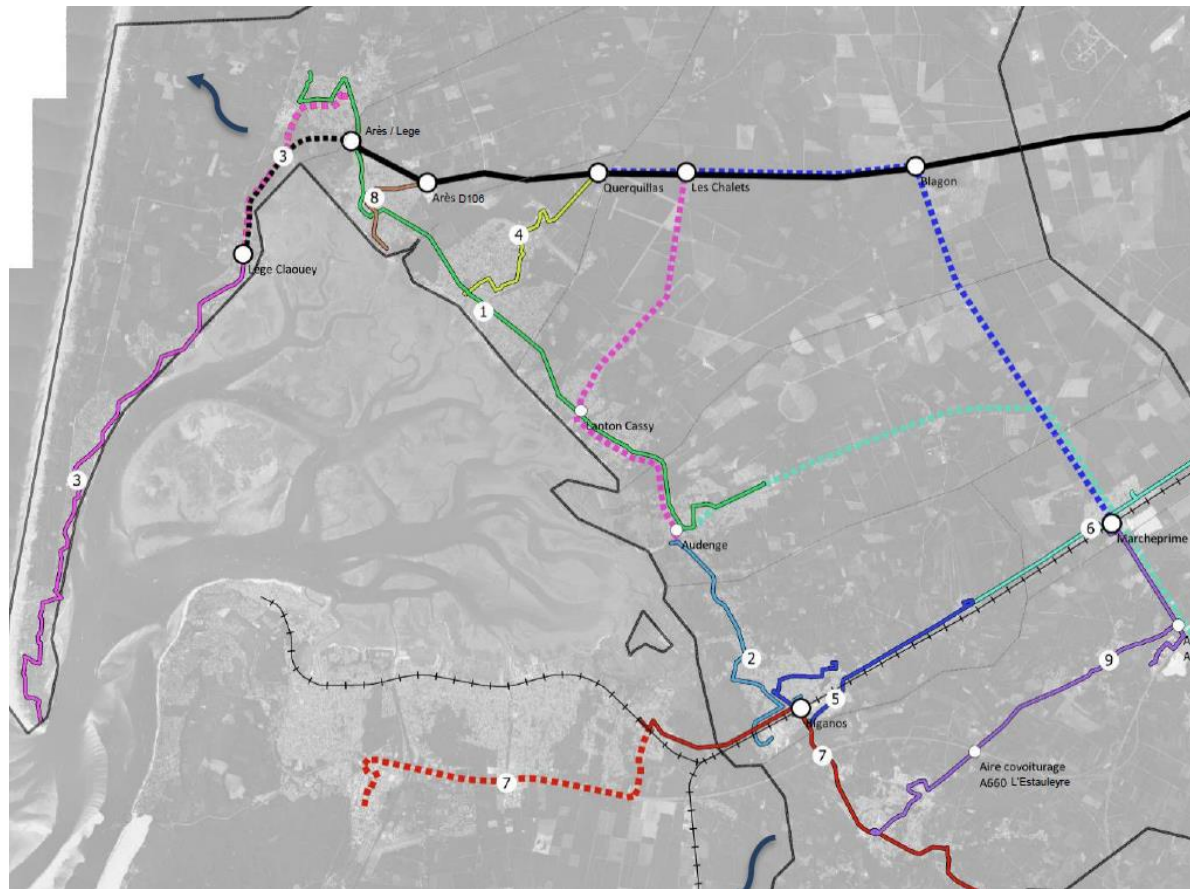 Arès / Lege
3
Arès D106
Querquillas
Les Chalets
Blagon
8
4
Lège Claouey
1
Lanton Cassy
3
Audenge
6
Marcheprime
A
A
2
9
5
Biganos
7
7
Aire covoiturage
A660 L'Estauleyre